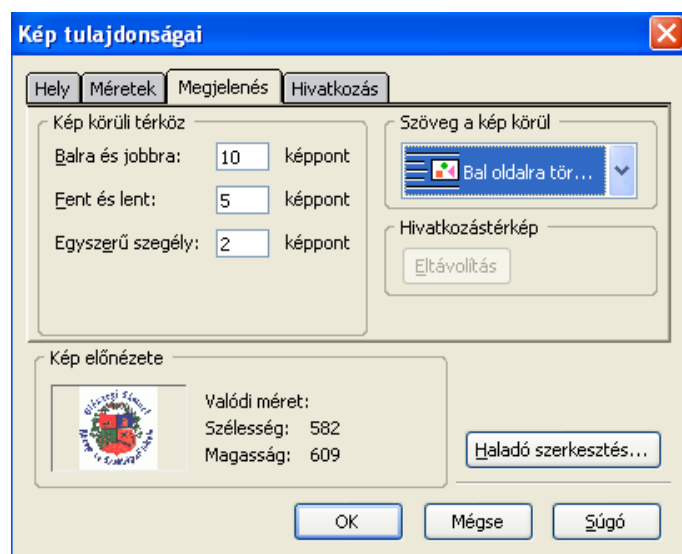 Kép tulajdonságai
Hely Méretek Megjelenés Hivatkozás
Kép körüli térköz
Balra és jobbra: 10 képpont
Fent és lent: 5 képpont
Egyszerű szegély: 2 képpont
Szöveg a kép körül
Bal oldalra tör...
Hivatkozástérkép
Eltávolítás
Kép előnézete
Valódi méret:
Szélesség: 582
Magasság: 609
Haladó szerkesztés...
OK Mégse Súgó